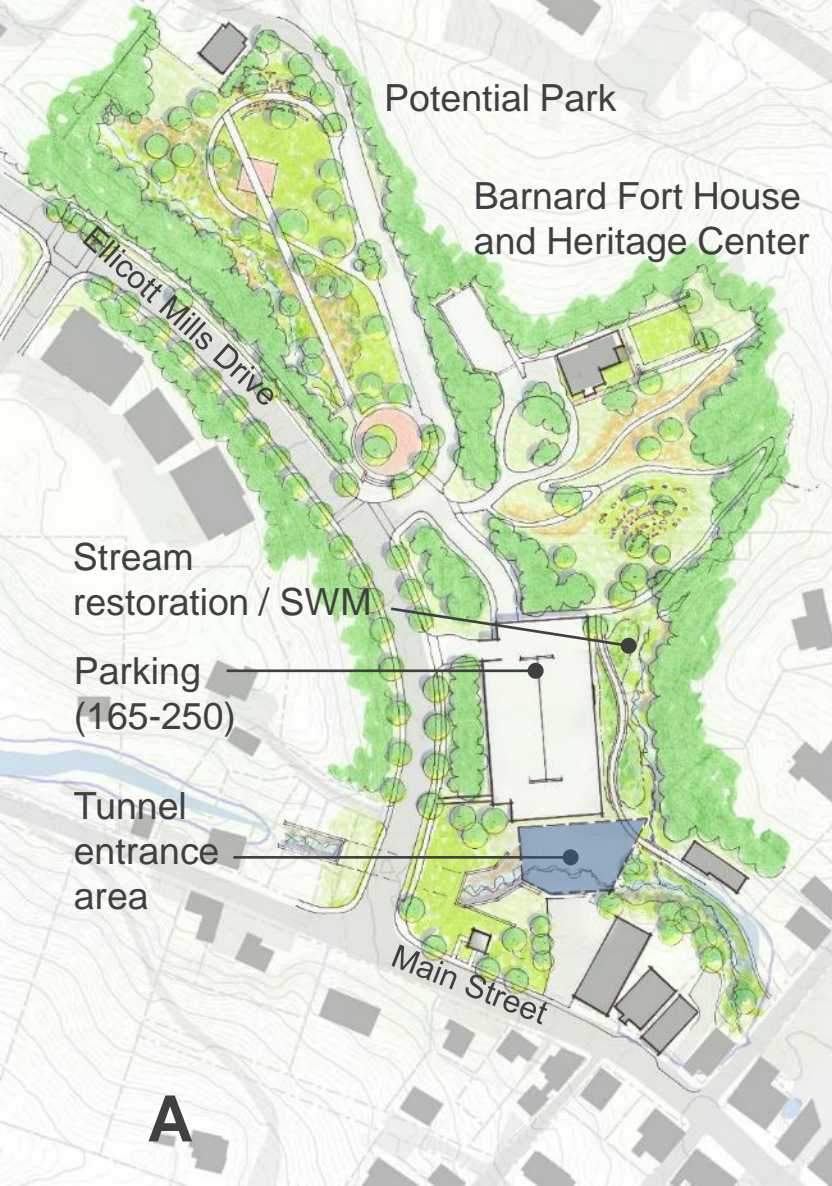 Potential Park
Barnard Fort House
and Heritage Center
Ellicott Mills Drive
Stream
restoration / SWM
Parking
(165-250)
Tunnel
entrance
area
Main Street
A